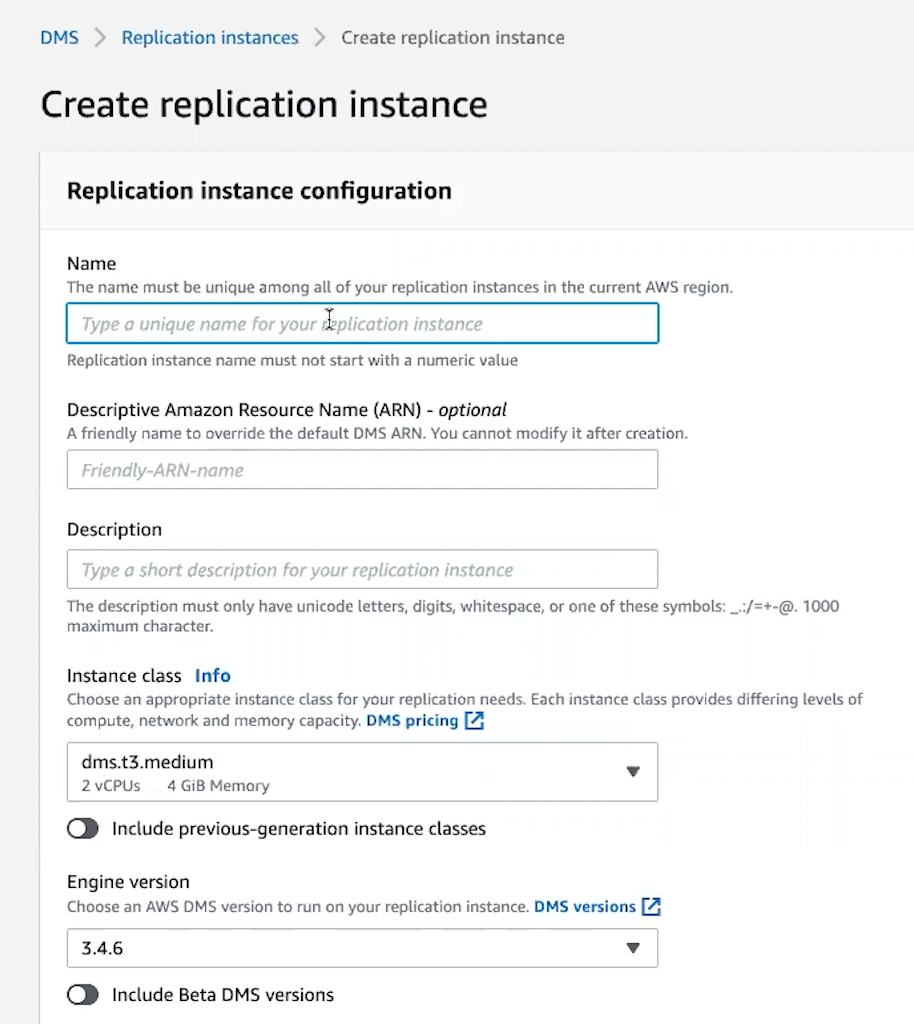 DMS > Replication instances > Create replication instance
Create replication instance
Replication instance configuration
Name
The name must be unique among all of your replication instances in the current AWS region.
Type a unique name for your replication instance
Replication instance name must not start with a numeric value
Descriptive Amazon Resource Name (ARN) - optional
A friendly name to override the default DMS ARN. You cannot modify it after creation.
Friendly-ARN-name
Description
Type a short description for your replication instance
The description must only have unicode letters, digits, whitespace, or one of these symbols: _.:/=+-@. 1000
maximum character.
Instance class Info
Choose an appropriate instance class for your replication needs. Each instance class provides differing levels of
compute, network and memory capacity. DMS pricing
dms.t3.medium
2 vCPUs 4 GiB Memory
Include previous-generation instance classes
Engine version
Choose an AWS DMS version to run on your replication instance. DMS versions
3.4.6
Include Beta DMS versions